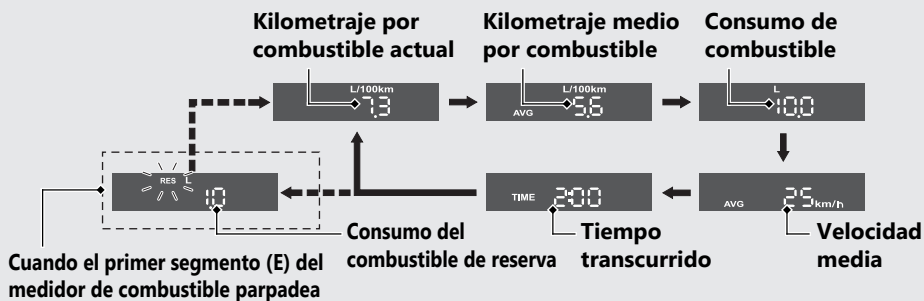 Kilometraje por
combustible actual
Kilometraje medio
por combustible
Consumo de
combustible
L/100km
7.3
L/100km
AVG 5.6
L
10.0
RES L
1.0
TIME 2:00
AVG 25 km/h
Consumo del
combustible de reserva
Tiempo
transcurrido
Velocidad
media
Cuando el primer segmento (E) del
medidor de combustible parpadea